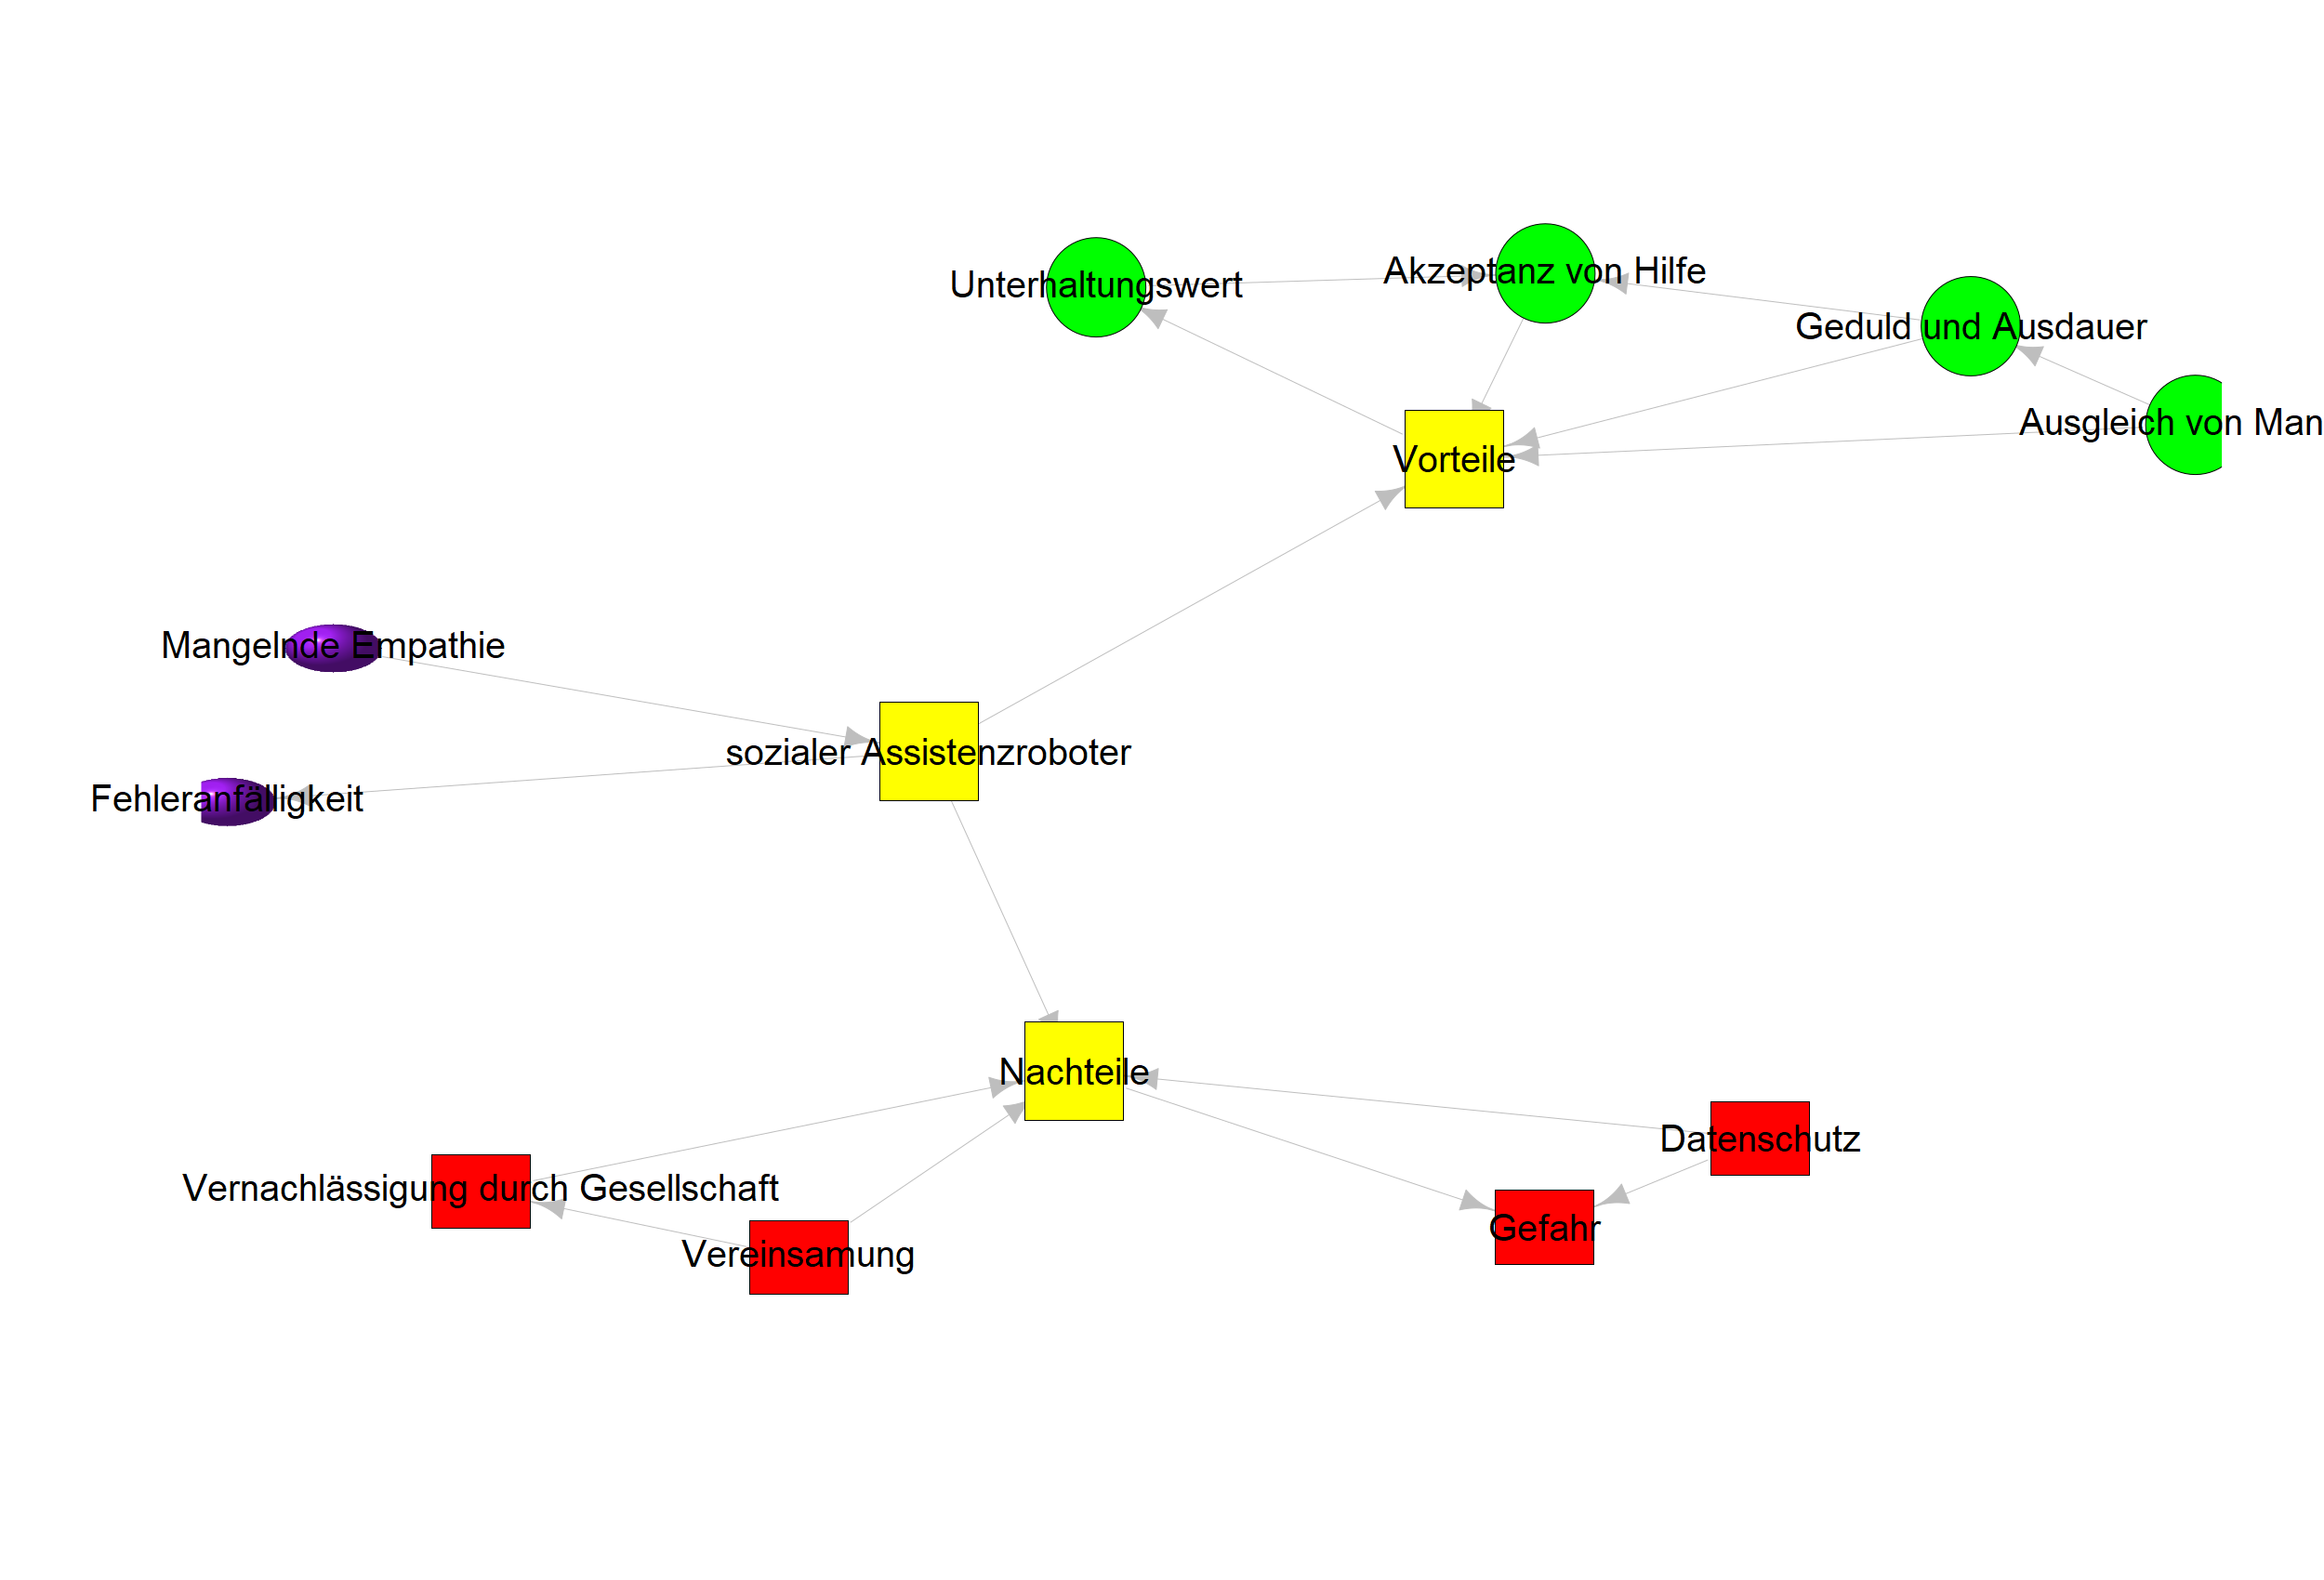 Akzeptanz von Hilfe
Unterhaltungswert
Geduld und Ausdauer
Ausgleich von Man
Vorteile
Mangelnde Empathie
sozialer Assistenzroboter
Fehleranfälligkeit
Nachteile
Datenschutz
Vernachlässigung durch Gesellschaft
Gefahr
Vereinsamung